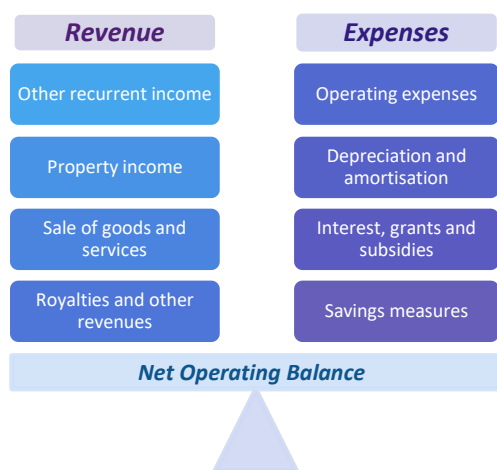 Revenue
Other recurrent income
Property income
Sale of goods and
services
Royalties and other
revenues
Expenses
Operating expenses
Depreciation and
amortisation
Interest, grants and
subsidies
Savings measures
Net Operating Balance